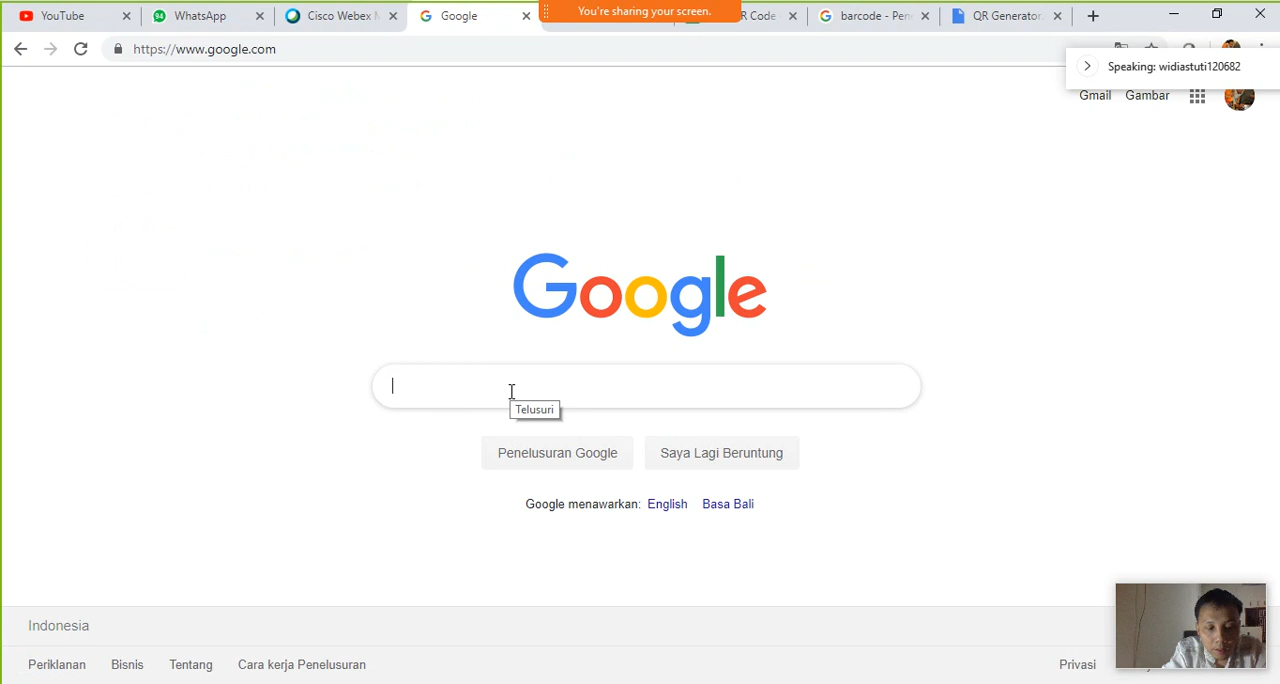 YouTube
WhatsApp
94
Cisco Webex M
Google
You're sharing your screen.
R Code
barcode - Pen
QR Generator.
https://www.google.com
Speaking: widiastuti120682
Gmail
Gambar
Google
Telusuri
Penelusuran Google
Saya Lagi Beruntung
Google menawarkan: English Basa Bali
Indonesia
Periklanan
Bisnis
Tentang
Cara kerja Penelusuran
Privasi